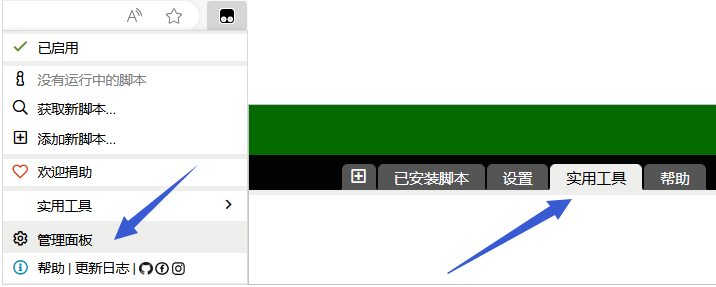 已启用
没有运行中的脚本
获取新脚本...
添加新脚本...
欢迎捐助
实用工具
管理面板
帮助 | 更新日志 |
已安装脚本 设置 实用工具 帮助